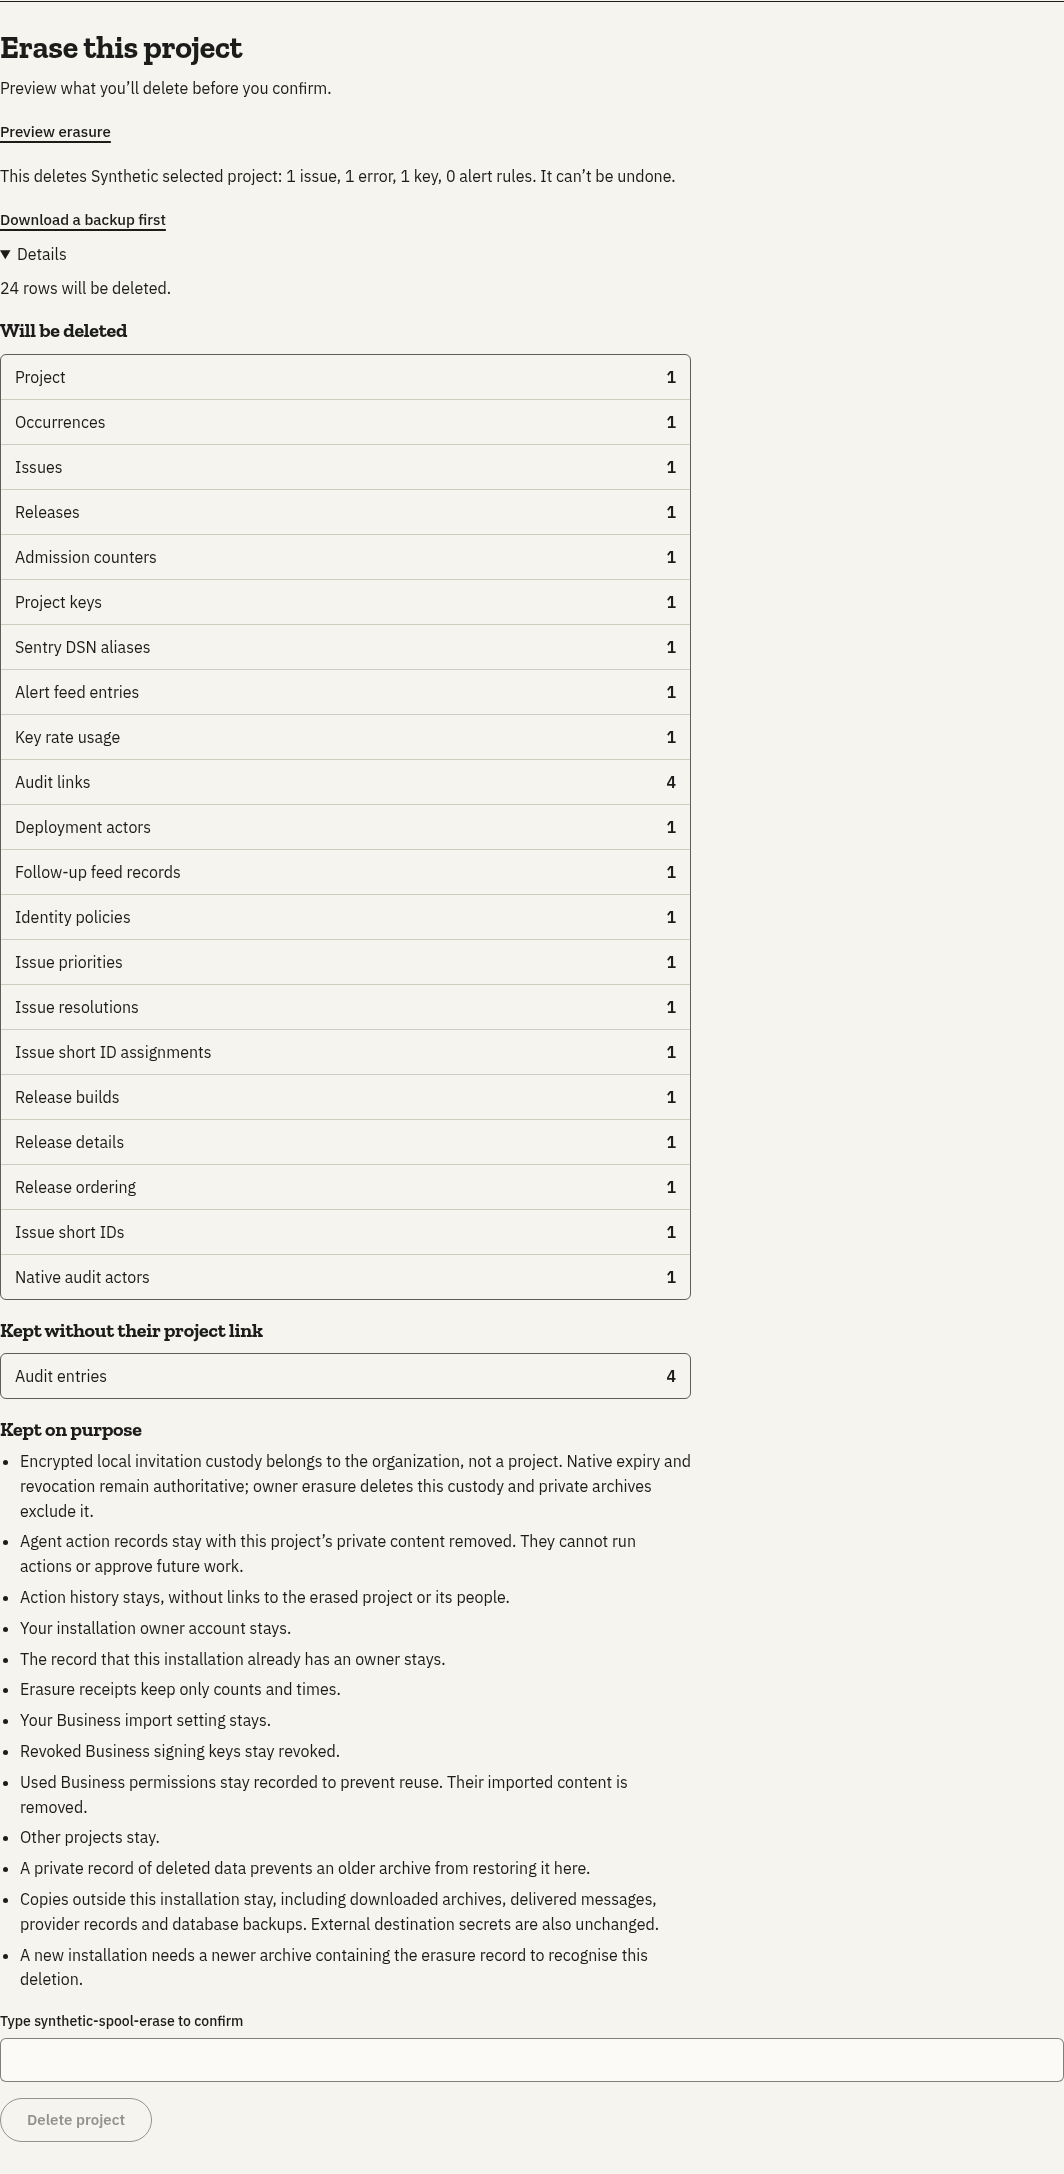 Erase this project
Preview what you’ll delete before you confirm.
Preview erasure
This deletes Synthetic selected project: 1 issue, 1 error, 1 key, 0 alert rules. It can’t be undone.
Download a backup first
▼ Details
24 rows will be deleted.
Will be deleted
Project 1
Occurrences 1
Issues 1
Releases 1
Admission counters 1
Project keys 1
Sentry DSN aliases 1
Alert feed entries 1
Key rate usage 1
Audit links 4
Deployment actors 1
Follow-up feed records 1
Identity policies 1
Issue priorities 1
Issue resolutions 1
Issue short ID assignments 1
Release builds 1
Release details 1
Release ordering 1
Issue short IDs 1
Native audit actors 1
Kept without their project link
Audit entries 4
Kept on purpose
• Encrypted local invitation custody belongs to the organization, not a project. Native expiry and
revocation remain authoritative; owner erasure deletes this custody and private archives
exclude it.
• Agent action records stay with this project’s private content removed. They cannot run
actions or approve future work.
• Action history stays, without links to the erased project or its people.
• Your installation owner account stays.
• The record that this installation already has an owner stays.
• Erasure receipts keep only counts and times.
• Your Business import setting stays.
• Revoked Business signing keys stay revoked.
• Used Business permissions stay recorded to prevent reuse. Their imported content is
removed.
• Other projects stay.
• A private record of deleted data prevents an older archive from restoring it here.
• Copies outside this installation stay, including downloaded archives, delivered messages,
provider records and database backups. External destination secrets are also unchanged.
• A new installation needs a newer archive containing the erasure record to recognise this
deletion.
Type synthetic-spool-erase to confirm
Delete project